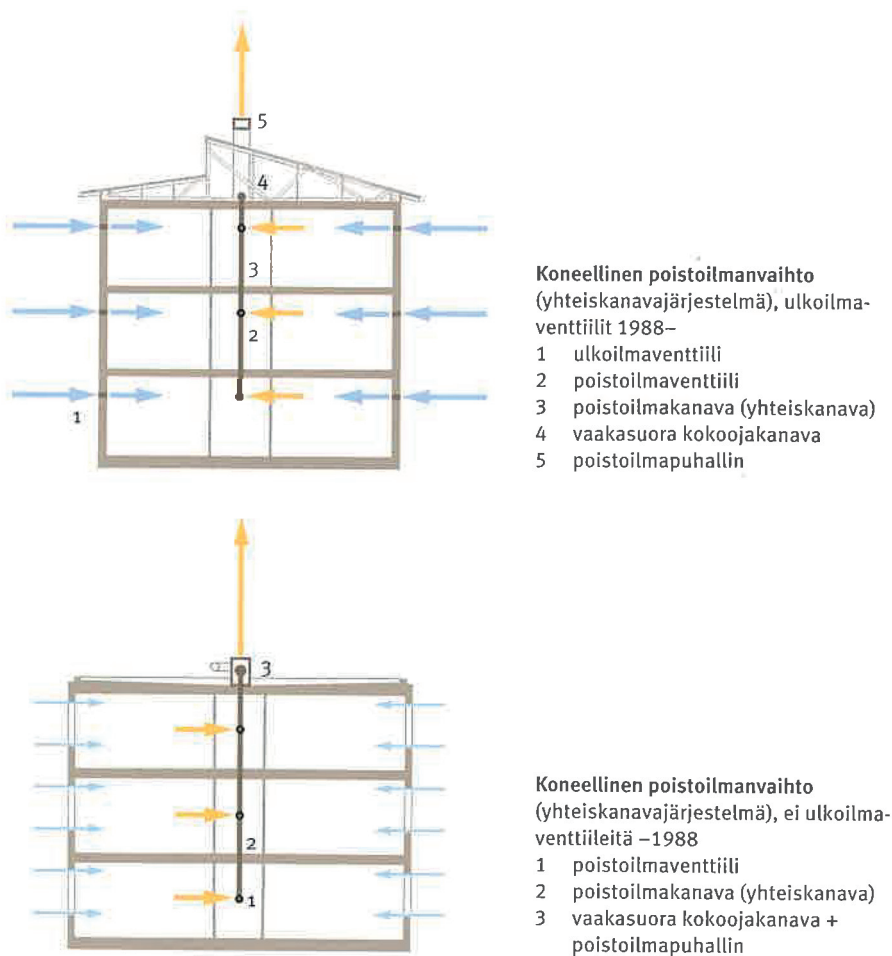 5
4
3
2
1
Koneellinen poistoilmanvaihto
(yhteiskanavajärjestelmä), ulkoilma-
venttiilit 1988–
1 ulkoilmaventtiili
2 poistoilmaventtiili
3 poistoilmakanava (yhteiskanava)
4 vaakasuora kokoojakanava
5 poistoilmapuhallin
3
2
1
Koneellinen poistoilmanvaihto
(yhteiskanavajärjestelmä), ei ulkoilma-
venttiileitä –1988
1 poistoilmaventtiili
2 poistoilmakanava (yhteiskanava)
3 vaakasuora kokoojakanava +
poistoilmapuhallin